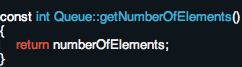 const int Queue::getNumberOfElements()
{
return numberOfElements;
}